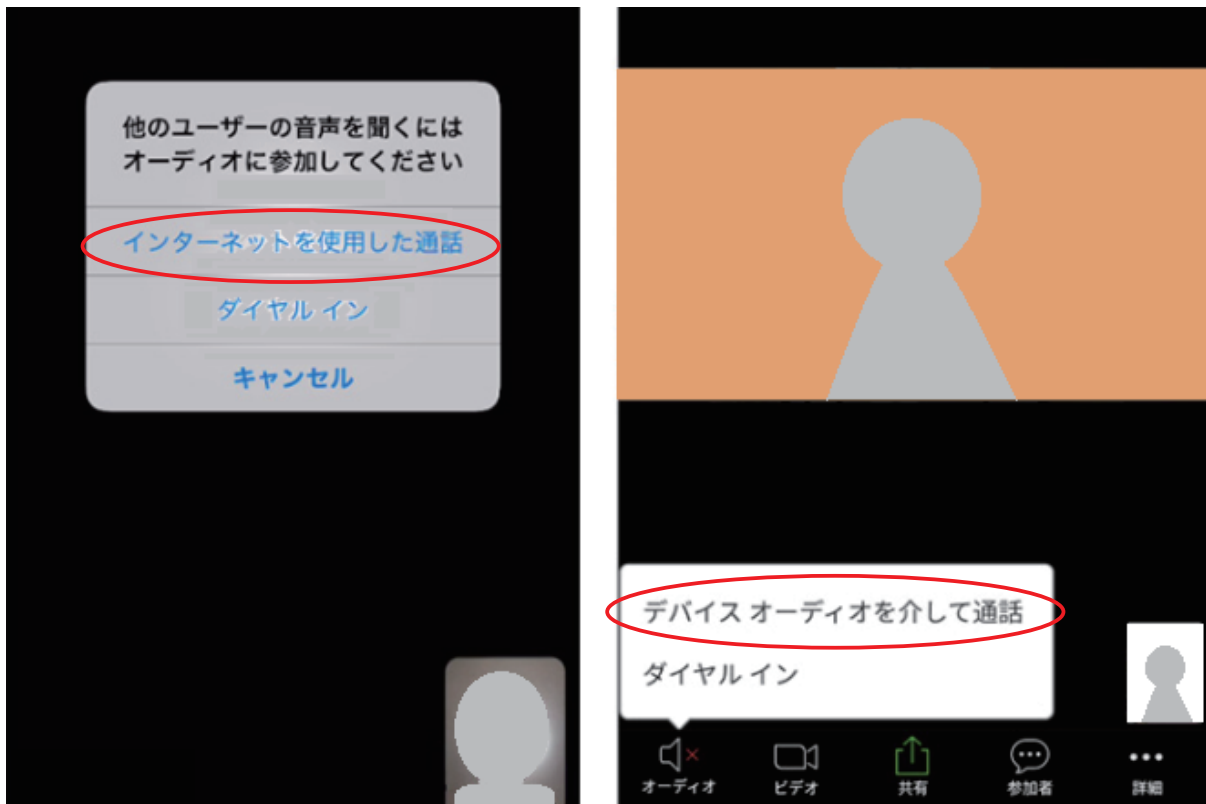 他のユーザーの音声を聞くには
オーディオに参加してください
インターネットを使用した通話
ダイヤル イン
キャンセル
デバイス オーディオを介して通話
ダイヤル イン
オーディオ
ビデオ
共有
参加者
詳細